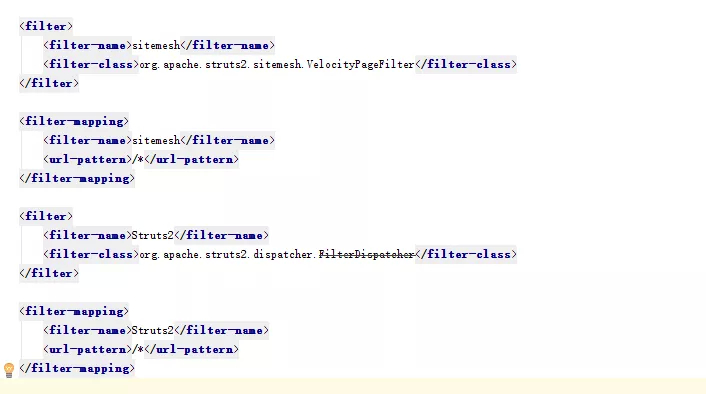 <filter>
<filter-name>sitemesh</filter-name>
<filter-class>org.apache.struts2.sitemesh.VelocityPageFilter</filter-class>
</filter>
<filter-mapping>
<filter-name>sitemesh</filter-name>
<url-pattern>/*</url-pattern>
</filter-mapping>
<filter>
<filter-name>Struts2</filter-name>
<filter-class>org.apache.struts2.dispatcher.FilterDispatcher</filter-class>
</filter>
<filter-mapping>
<filter-name>Struts2</filter-name>
<url-pattern>/*</url-pattern>
</filter-mapping>